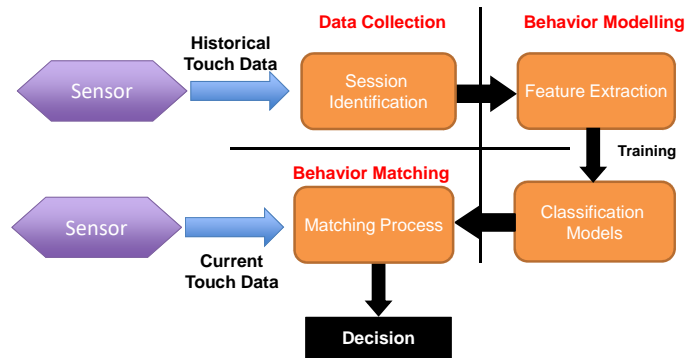 Data Collection
Behavior Modelling
Historical
Touch Data
Sensor
Session
Identification
Feature Extraction
Training
Behavior Matching
Sensor
Matching Process
Classification
Models
Current
Touch Data
Decision